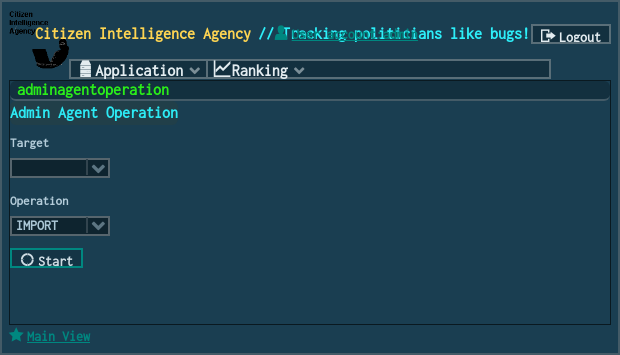 Citizen
Intelligence
Agency
Citizen Intelligence Agency // Tracking politicians like bugs!
Logout
Application Ranking
adminagentoperation
Admin Agent Operation
Target
Operation
IMPORT
Start
Main View